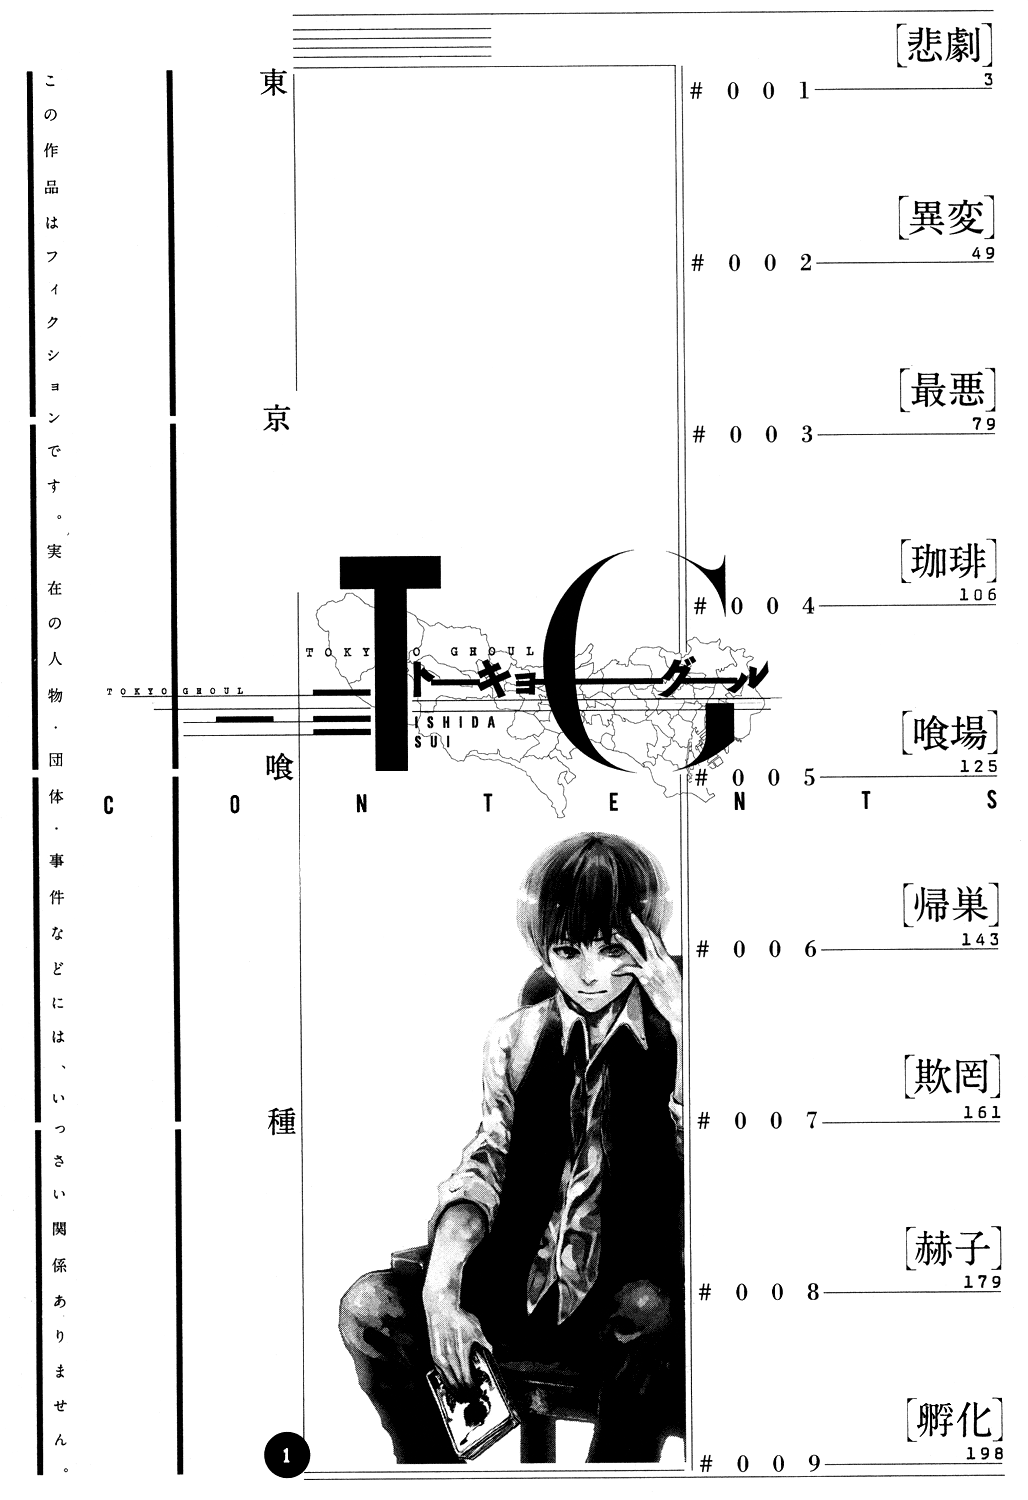 [悲劇]
3
#001
[異変]
49
#002
[最悪]
79
#003
[珈琲]
106
#004
[喰場]
125
#005
[帰巣]
143
#006
[欺罔]
161
#007
[赫子]
179
#008
[孵化]
198
#009
東京喰種
TG
TOKYO GHOUL
トーキョーグール
TOKYO GHOUL
ISHIDA
SUI
CONTENTS
1
この作品はフィクションです。実在の人物・団体・事件などには、いっさい関係ありません。